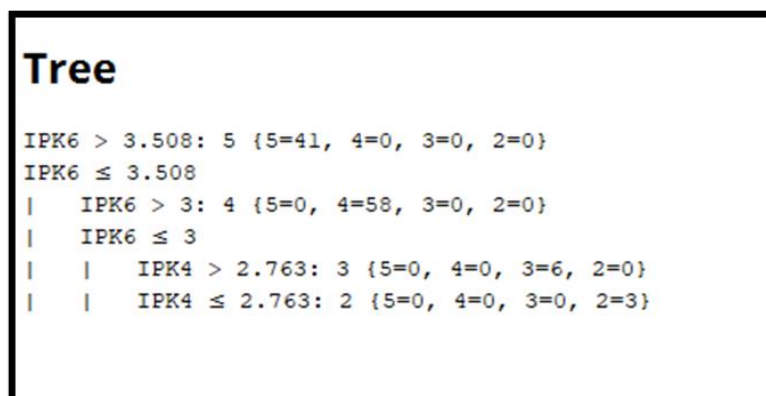 Tree
IPK6 > 3.508: 5 {5=41, 4=0, 3=0, 2=0}
IPK6 ≤ 3.508
|   IPK6 > 3: 4 {5=0, 4=58, 3=0, 2=0}
|   IPK6 ≤ 3
|   |   IPK4 > 2.763: 3 {5=0, 4=0, 3=6, 2=0}
|   |   IPK4 ≤ 2.763: 2 {5=0, 4=0, 3=0, 2=3}